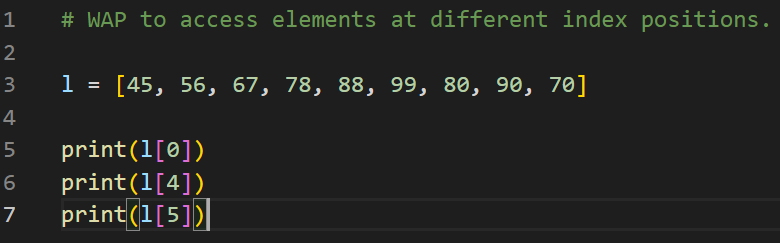 1 # WAP to access elements at different index positions.
2
3 l = [45, 56, 67, 78, 88, 99, 80, 90, 70]
4
5 print(l[0])
6 print(l[4])
7 print(l[5])